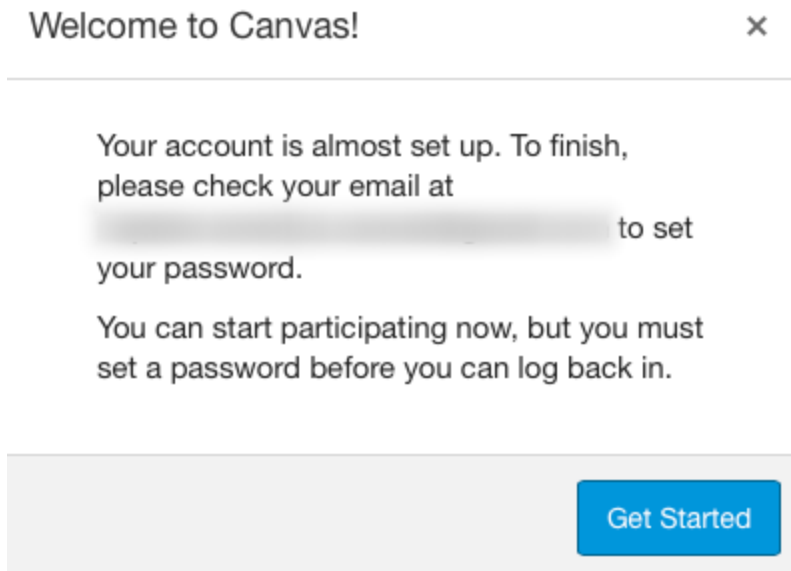 Welcome to Canvas!
×
Your account is almost set up. To finish,
please check your email at
to set
your password.
You can start participating now, but you must
set a password before you can log back in.
Get Started